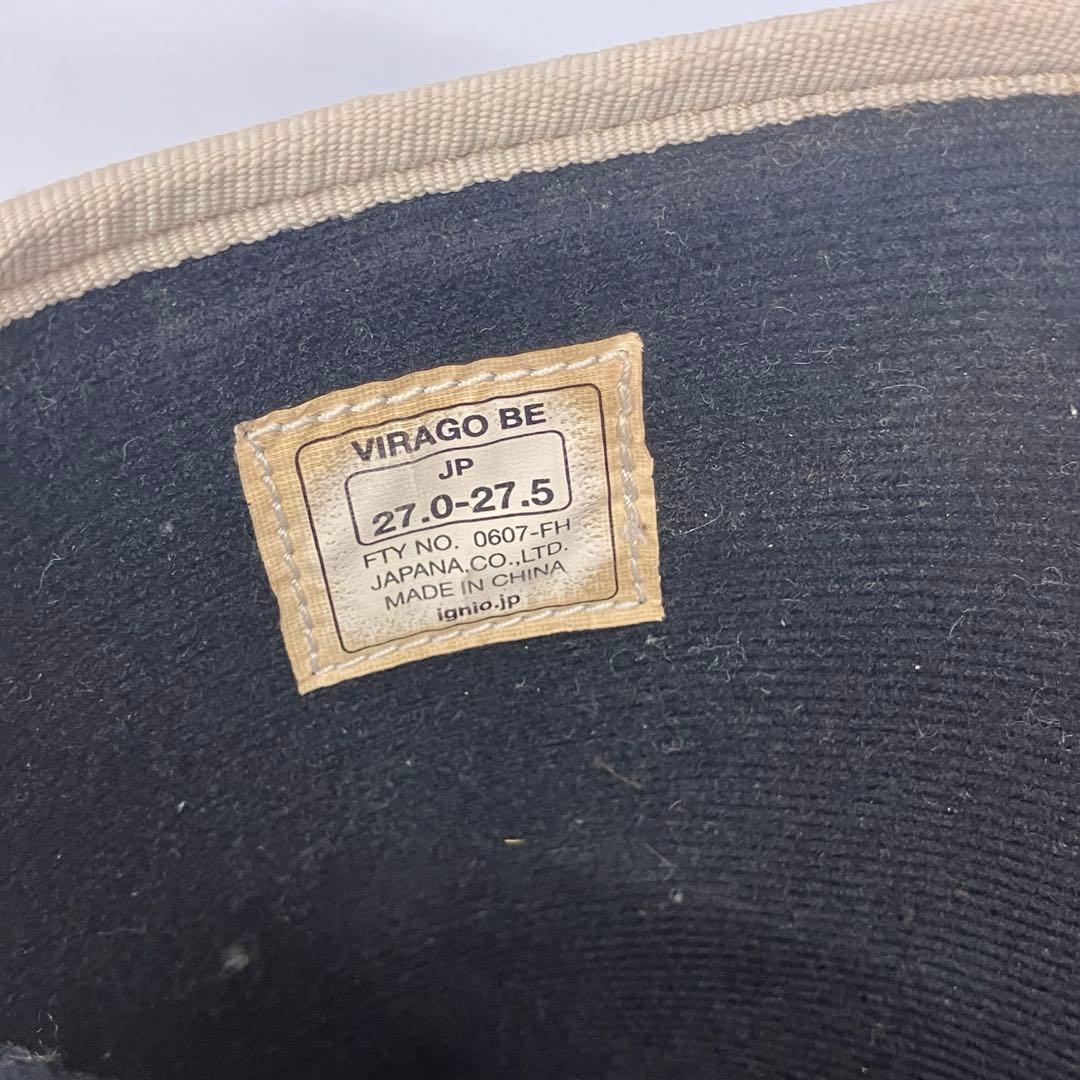 VIRAGO BE
JP
27.0-27.5
FTY NO. 0607-FH
JAPANA.CO.,LTD.
MADE IN CHINA
ignio.jp